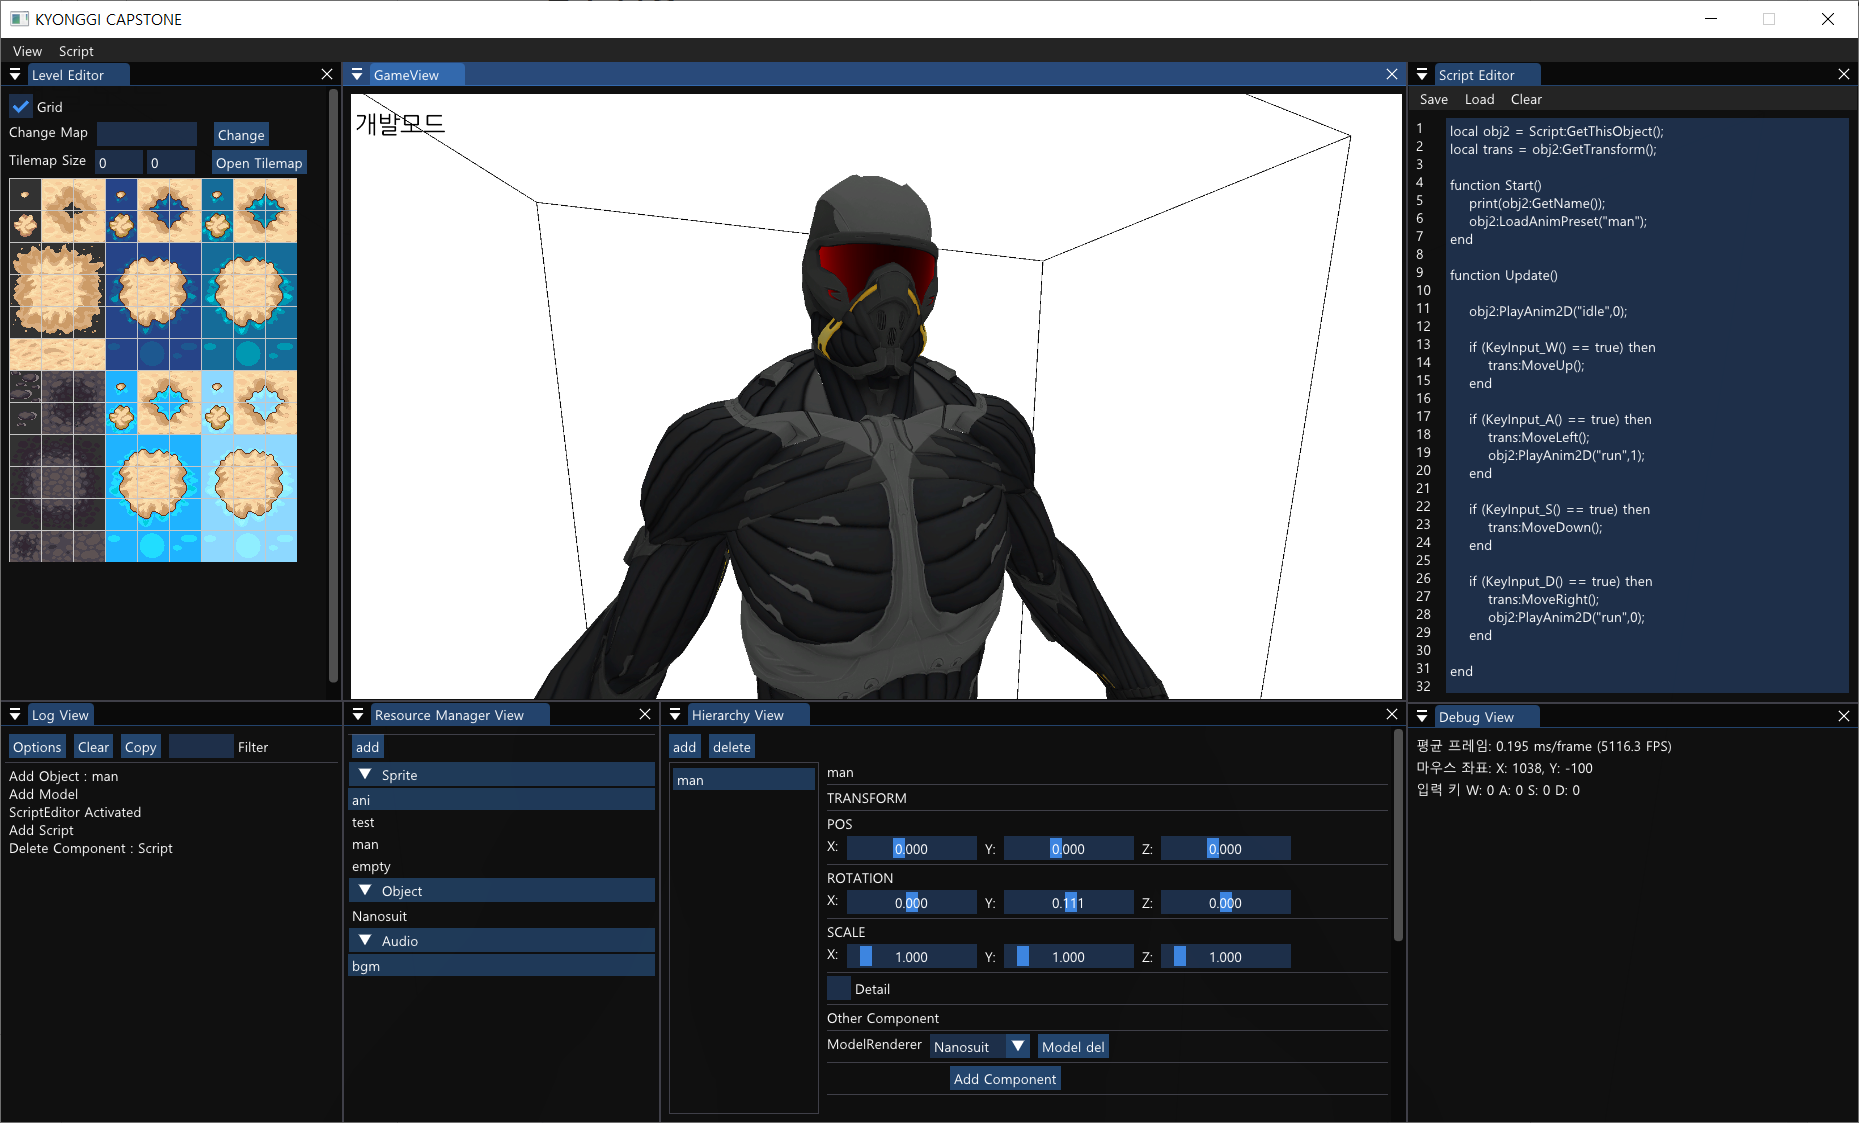 KYONGGI CAPSTONE
View Script
Level Editor
Grid
Change Map Change
Tilemap Size 0 0 Open Tilemap
GameView
개발모드
Script Editor
Save Load Clear
1 local obj2 = Script:GetThisObject();
2 local trans = obj2:GetTransform();
3
4 function Start()
5 print(obj2:GetName());
6 obj2:LoadAnimPreset("man");
7 end
8
9 function Update()
10
11 obj2:PlayAnim2D("idle",0);
12
13 if (KeyInput_W() == true) then
14 trans:MoveUp();
15 end
16
17 if (KeyInput_A() == true) then
18 trans:MoveLeft();
19 obj2:PlayAnim2D("run",1);
20 end
21
22 if (KeyInput_S() == true) then
23 trans:MoveDown();
24 end
25
26 if (KeyInput_D() == true) then
27 trans:MoveRight();
28 obj2:PlayAnim2D("run",0);
29 end
30
31 end
32
Log View
Options Clear Copy Filter
Add Object : man
Add Model
ScriptEditor Activated
Add Script
Delete Component : Script
Resource Manager View
add
Sprite
ani
test
man
empty
Object
Nanosuit
Audio
bgm
Hierarchy View
add delete
man
man
TRANSFORM
POS
X: 0.000 Y: 0.000 Z: 0.000
ROTATION
X: 0.000 Y: 0.111 Z: 0.000
SCALE
X: 1.000 Y: 1.000 Z: 1.000
Detail
Other Component
ModelRenderer Nanosuit Model del
Add Component
Debug View
평균 프레임: 0.195 ms/frame (5116.3 FPS)
마우스 좌표: X: 1038, Y: -100
입력 키 W: 0 A: 0 S: 0 D: 0